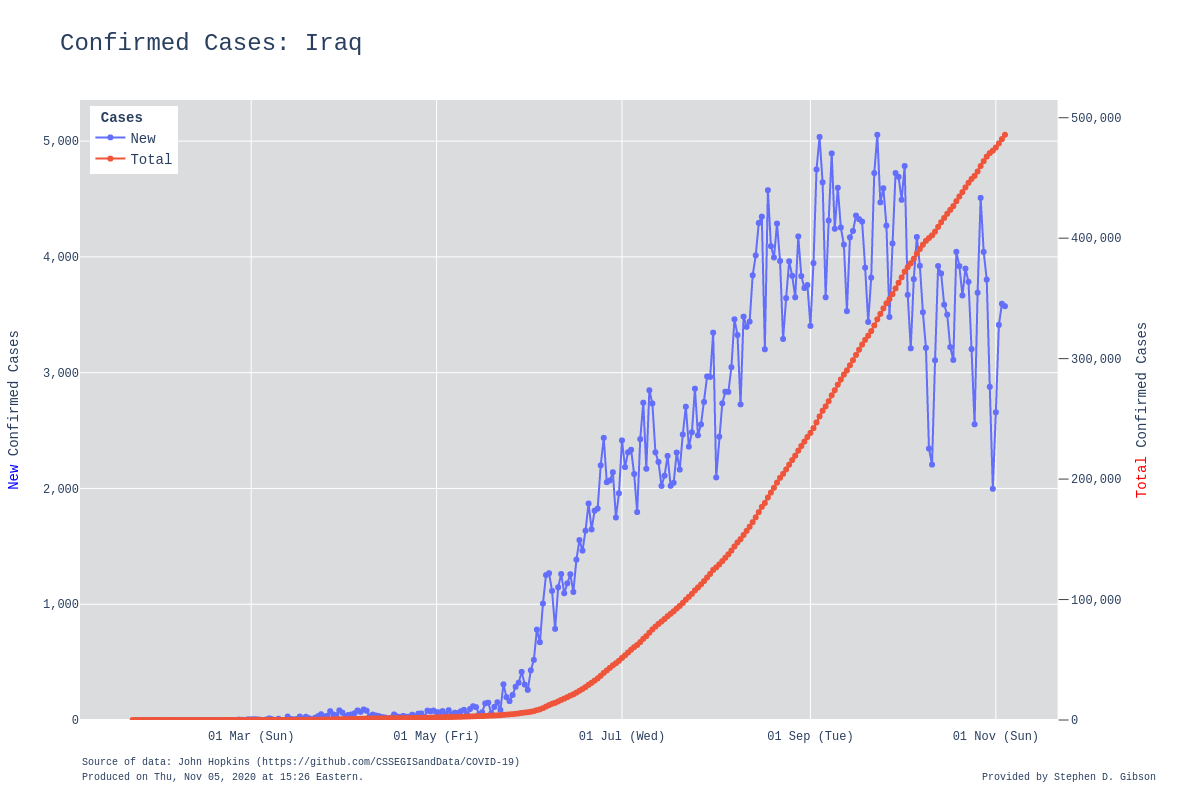 Confirmed Cases: Iraq
Cases
New
Total
5,000
4,000
3,000
2,000
1,000
0
500,000
400,000
300,000
200,000
100,000
0
New Confirmed Cases
Total Confirmed Cases
01 Mar (Sun)
01 May (Fri)
01 Jul (Wed)
01 Sep (Tue)
01 Nov (Sun)
Source of data: John Hopkins (https://github.com/CSSEGISandData/COVID-19)
Produced on Thu, Nov 05, 2020 at 15:26 Eastern.
Provided by Stephen D. Gibson